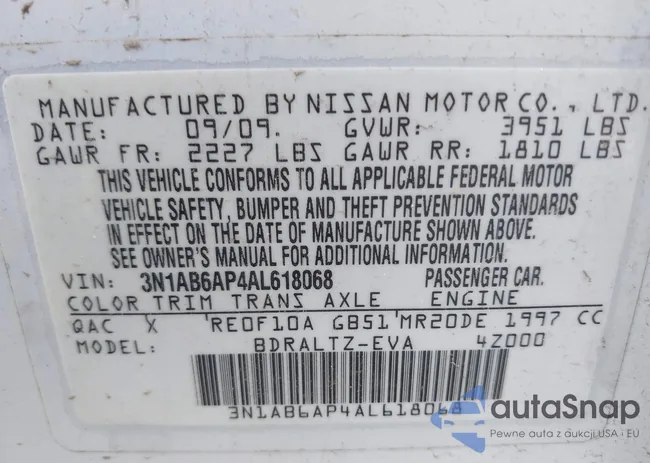 MANUFACTURED BY NISSAN MOTOR CO., LTD.
DATE: 09/09. GVWR: 3951 LBS
GAWR FR: 2227 LBS GAWR RR: 1810 LBS
THIS VEHICLE CONFORMS TO ALL APPLICABLE FEDERAL MOTOR
VEHICLE SAFETY, BUMPER AND THEFT PREVENTION STANDARDS
IN EFFECT ON THE DATE OF MANUFACTURE SHOWN ABOVE.
SEE OWNER'S MANUAL FOR ADDITIONAL INFORMATION.
VIN: 3N1AB6AP4AL618068 PASSENGER CAR.
COLOR TRIM TRANS AXLE ENGINE
QAC X 'RE0F10A GB51'MR20DE 1997 CC
MODEL: BDRALTZ-EVA 4Z000
3N1AB6AP4AL618068
autaSnap
Pewne auta z aukcji USA i EU